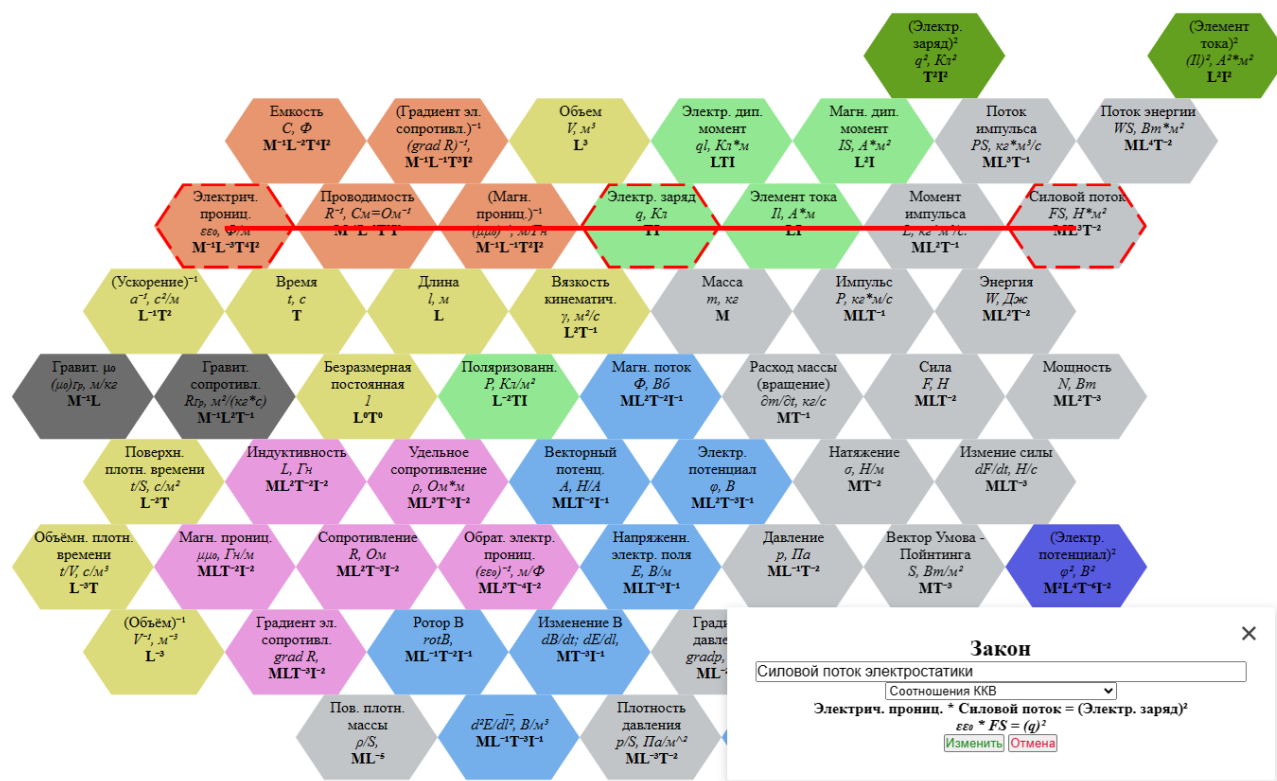 (Электр.
заряд)²
q², Кл²
T²I²
(Элемент
тока)²
(Il)², А²*м²
L²I²
Емкость
C, Ф
M⁻¹L⁻²T⁴I²
(Градиент эл.
сопротивл.)⁻¹
(grad R)⁻¹,
M⁻¹L⁻¹T³I²
Объем
V, м³
L³
Электр. дип.
момент
ql, Кл*м
LTI
Магн. дип.
момент
IS, А*м²
L²I
Поток
импульса
PS, кг*м³/с
ML³T⁻¹
Поток энергии
WS, Вт*м²
ML⁴T⁻²
Электрич.
прониц.
εε₀, Ф/м
M⁻¹L⁻³T⁴I²
Проводимость
R⁻¹, См=Ом⁻¹
(Магн.
прониц.)⁻¹
M⁻¹L⁻¹T²I²
Электр. заряд
q, Кл
TI
Элемент тока
Il, А*м
LI
Момент
импульса
L, кг*м²/с.
ML²T⁻¹
Силовой поток
FS, Н*м²
ML³T⁻²
(Ускорение)⁻¹
a⁻¹, с²/м
L⁻¹T²
Время
t, с
T
Длина
l, м
L
Вязкость
кинематич.
γ, м²/с
L²T⁻¹
Масса
m, кг
M
Импульс
P, кг*м/с
MLT⁻¹
Энергия
W, Дж
ML²T⁻²
Гравит. μ₀
(μ₀)гр, м/кг
M⁻¹L
Гравит.
сопротивл.
Rгр, м²/(кг*с)
M⁻¹L²T⁻¹
Безразмерная
постоянная
1
L⁰T⁰
Поляризованн.
P, Кл/м²
L⁻²TI
Магн. поток
Ф, Вб
ML²T⁻²I⁻¹
Расход массы
(вращение)
∂m/∂t, кг/с
MT⁻¹
Сила
F, Н
MLT⁻²
Мощность
N, Вт
ML²T⁻³
Поверхн.
плотн. времени
t/S, с/м²
L⁻²T
Индуктивность
L, Гн
ML²T⁻²I⁻²
Удельное
сопротивление
ρ, Ом*м
ML³T⁻³I⁻²
Векторный
потенц.
A, Н/А
MLT⁻²I⁻¹
Электр.
потенциал
φ, В
ML²T⁻³I⁻¹
Натяжение
σ, Н/м
MT⁻²
Измение силы
dF/dt, Н/с
MLT⁻³
Объёмн. плотн.
времени
t/V, с/м³
L⁻³T
Магн. прониц.
μμ₀, Гн/м
MLT⁻²I⁻²
Сопротивление
R, Ом
ML²T⁻³I⁻²
Обрат. электр.
прониц.
(εε₀)⁻¹, м/Ф
ML³T⁻⁴I⁻²
Напряженн.
электр. поля
E, В/м
MLT⁻³I⁻¹
Давление
p, Па
ML⁻¹T⁻²
Вектор Умова -
Пойнтинга
S, Вт/м²
MT⁻³
(Электр.
потенциал)²
φ², В²
M²L⁴T⁻⁶I⁻²
(Объём)⁻¹
V⁻¹, м⁻³
L⁻³
Градиент эл.
сопротивл.
grad R,
MLT⁻³I⁻²
Ротор B
rotB,
ML⁻¹T⁻²I⁻¹
Изменение B
dB/dt; dE/dl,
MT⁻³I⁻¹
gradp,
Пов. плотн.
массы
ρ/S,
ML⁻⁵
d²E/dl², В/м³
ML⁻¹T⁻³I⁻¹
Плотность
давления
p/S, Па/м^²
ML⁻³T⁻²
×
Закон
Силовой поток электростатики
Соотношения ККВ
Электрич. прониц. * Силовой поток = (Электр. заряд)²
εε₀ * FS = (q)²
Изменить Отмена